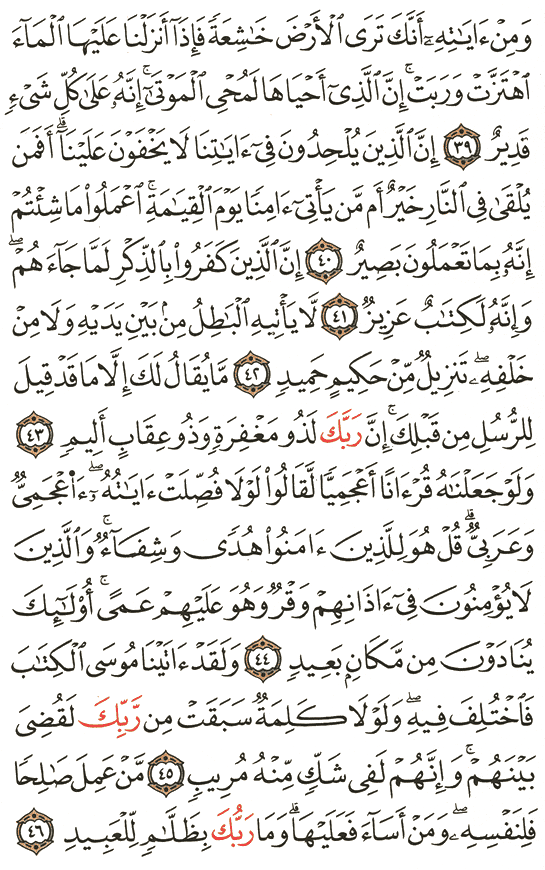 وَمِنْ ءَايَـٰتِهِۦٓ أَنَّكَ تَرَى ٱلْأَرْضَ خَـٰشِعَةً فَإِذَآ أَنزَلْنَا عَلَيْهَا ٱلْمَآءَ
ٱهْتَزَّتْ وَرَبَتْ ۚ إِنَّ ٱلَّذِىٓ أَحْيَاهَا لَمُحْىِ ٱلْمَوْتَىٰٓ ۚ إِنَّهُۥ عَلَىٰ كُلِّ شَىْءٍ
قَدِيرٌ ٣٩ إِنَّ ٱلَّذِينَ يُلْحِدُونَ فِىٓ ءَايَـٰتِنَا لَا يَخْفَوْنَ عَلَيْنَآ ۗ أَفَمَن
يُلْقَىٰ فِى ٱلنَّارِ خَيْرٌ أَم مَّن يَأْتِىٓ ءَامِنًا يَوْمَ ٱلْقِيَـٰمَةِ ۚ ٱعْمَلُوا۟ مَا شِئْتُمْ
إِنَّهُۥ بِمَا تَعْمَلُونَ بَصِيرٌ ٤٠ إِنَّ ٱلَّذِينَ كَفَرُوا۟ بِٱلذِّكْرِ لَمَّا جَآءَهُمْ ۖ
وَإِنَّهُۥ لَكِتَـٰبٌ عَزِيزٌ ٤١ لَّا يَأْتِيهِ ٱلْبَـٰطِلُ مِنۢ بَيْنِ يَدَيْهِ وَلَا مِنْ
خَلْفِهِۦ ۖ تَنزِيلٌ مِّنْ حَكِيمٍ حَمِيدٍ ٤٢ مَّا يُقَالُ لَكَ إِلَّا مَا قَدْ قِيلَ
لِلرُّسُلِ مِن قَبْلِكَ ۚ إِنَّ رَبَّكَ لَذُو مَغْفِرَةٍ وَذُو عِقَابٍ أَلِيمٍ ٤٣
وَلَوْ جَعَلْنَـٰهُ قُرْءَانًا أَعْجَمِيًّا لَّقَالُوا۟ لَوْلَا فُصِّلَتْ ءَايَـٰتُهُۥٓ ۖ ءَا۬عْجَمِىٌّ
وَعَرَبِىٌّ ۗ قُلْ هُوَ لِلَّذِينَ ءَامَنُوا۟ هُدًى وَشِفَآءٌ ۖ وَٱلَّذِينَ
لَا يُؤْمِنُونَ فِىٓ ءَاذَانِهِمْ وَقْرٌ وَهُوَ عَلَيْهِمْ عَمًى ۚ أُو۟لَـٰٓئِكَ
يُنَادَوْنَ مِن مَّكَانٍۭ بَعِيدٍ ٤٤ وَلَقَدْ ءَاتَيْنَا مُوسَى ٱلْكِتَـٰبَ
فَٱخْتُلِفَ فِيهِ ۖ وَلَوْلَا كَلِمَةٌ سَبَقَتْ مِن رَّبِّكَ لَقُضِىَ
بَيْنَهُمْ ۚ وَإِنَّهُمْ لَفِى شَكٍّ مِّنْهُ مُرِيبٍ ٤٥ مَّنْ عَمِلَ صَـٰلِحًا
فَلِنَفْسِهِۦ ۖ وَمَنْ أَسَآءَ فَعَلَيْهَا ۗ وَمَا رَبُّكَ بِظَلَّـٰمٍ لِّلْعَبِيدِ ٤٦